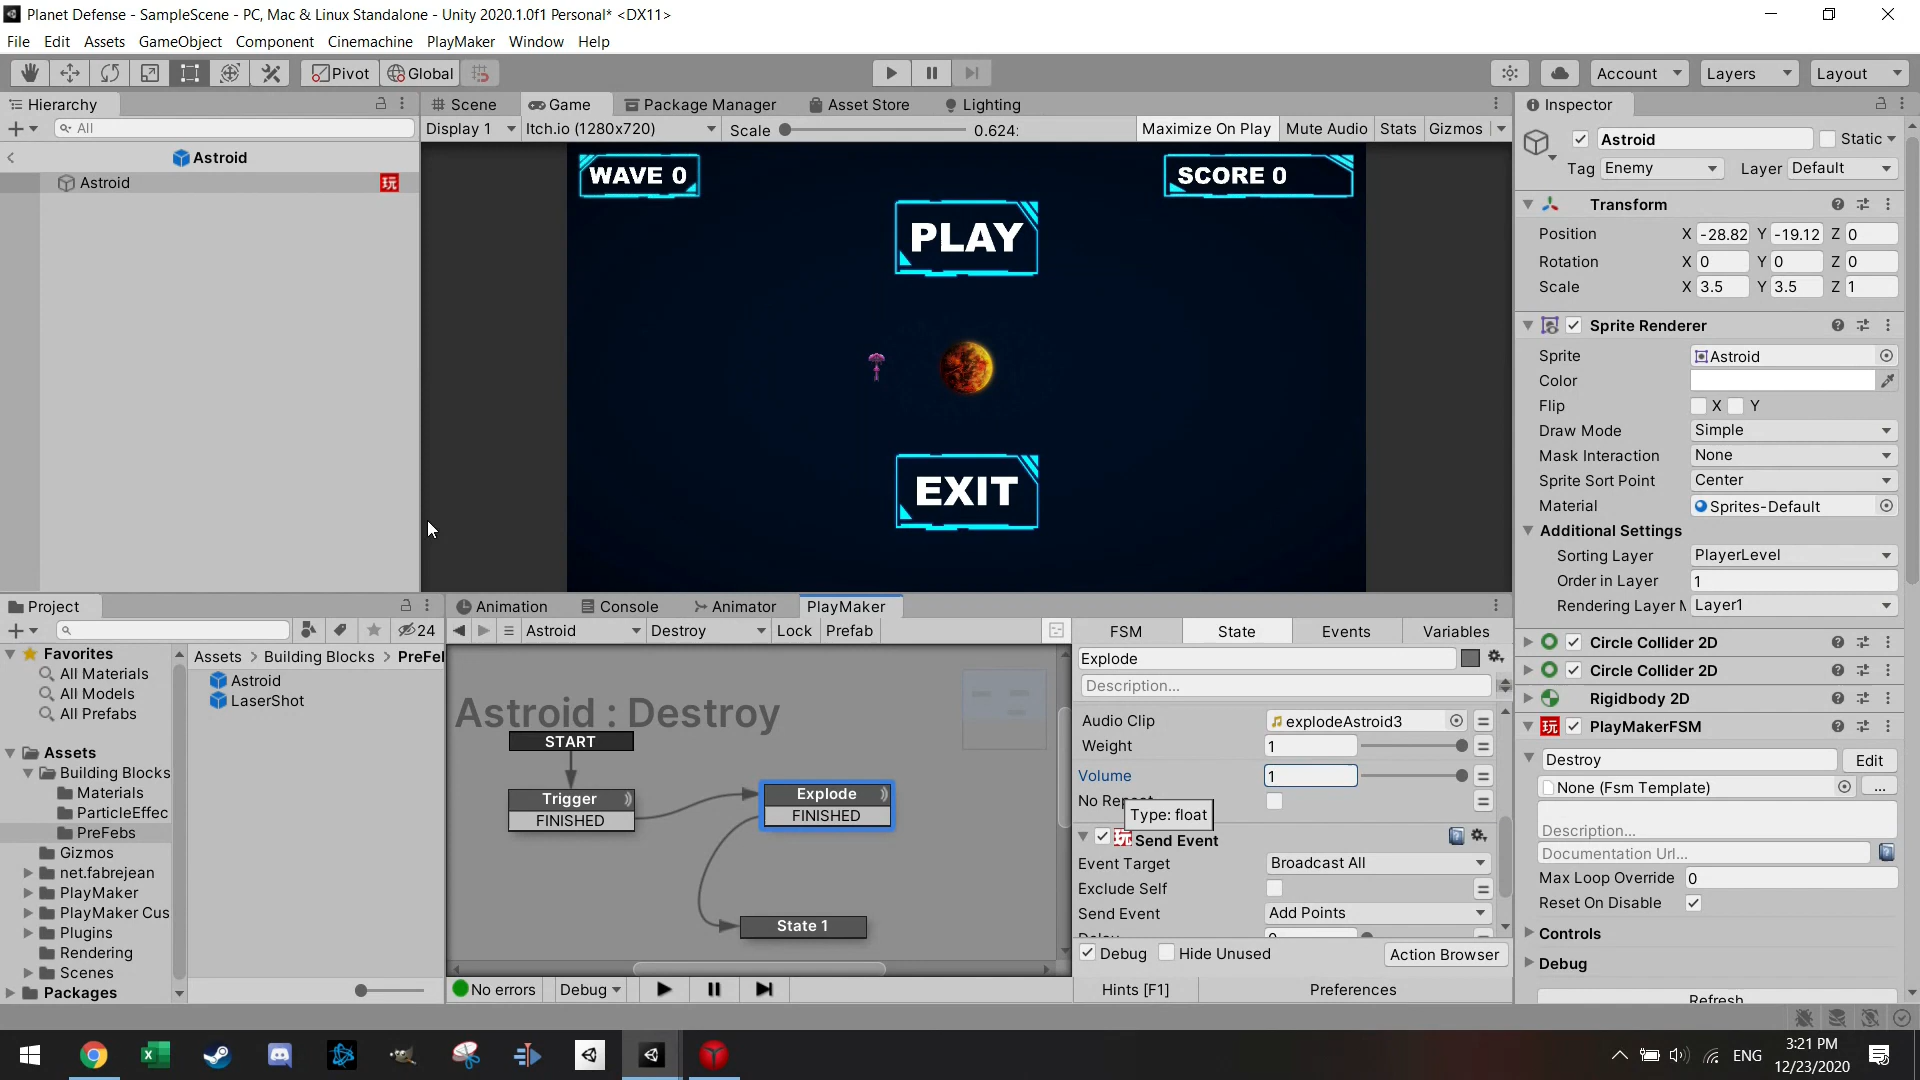 Planet Defense - SampleScene - PC, Mac & Linux Standalone - Unity 2020.1.0f1 Personal* <DX11>
File Edit Assets GameObject Component Cinemachine PlayMaker Window Help
Pivot Global Account Layers Layout
Hierarchy
All
Astroid
Astroid
Scene Game Package Manager Asset Store Lighting
Display 1 Itch.io (1280x720) Scale 0.624: Maximize On Play Mute Audio Stats Gizmos
WAVE 0
SCORE 0
PLAY
EXIT
Inspector
Astroid Static
Tag Enemy Layer Default
Transform
Position X -28.82 Y -19.12 Z 0
Rotation X 0 Y 0 Z 0
Scale X 3.5 Y 3.5 Z 1
Sprite Renderer
Sprite Astroid
Color
Flip X Y
Draw Mode Simple
Mask Interaction None
Sprite Sort Point Center
Material Sprites-Default
Additional Settings
Sorting Layer PlayerLevel
Order in Layer 1
Rendering Layer M Layer1
Circle Collider 2D
Circle Collider 2D
Rigidbody 2D
PlayMakerFSM
Destroy Edit
None (Fsm Template) ...
Description...
Documentation Url...
Max Loop Override 0
Reset On Disable
Controls
Debug
Refresh
Project
24
Favorites
All Materials
All Models
All Prefabs
Assets
Building Blocks
Materials
ParticleEffec
PreFebs
Gizmos
net.fabrejean
PlayMaker
PlayMaker Cus
Plugins
Rendering
Scenes
Packages
Assets > Building Blocks > PreFel
Astroid
LaserShot
Animation Console Animator PlayMaker
Astroid Destroy Lock Prefab
Astroid : Destroy
START
Trigger
FINISHED
Explode
FINISHED
State 1
No errors Debug
FSM State Events Variables
Explode
Description...
Audio Clip explodeAstroid3
Weight 1
Volume 1
No Rep
Type: float
Send Event
Event Target Broadcast All
Exclude Self
Send Event Add Points
Delay 0
Debug Hide Unused Action Browser
Hints [F1] Preferences
ENG
3:21 PM
12/23/2020